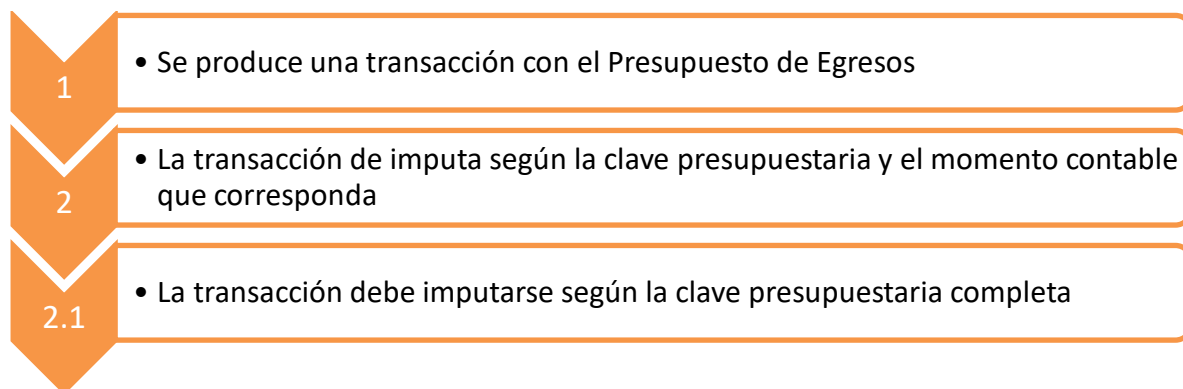 1
• Se produce una transacción con el Presupuesto de Egresos
2
• La transacción de imputa según la clave presupuestaria y el momento contable
que corresponda
2.1
• La transacción debe imputarse según la clave presupuestaria completa